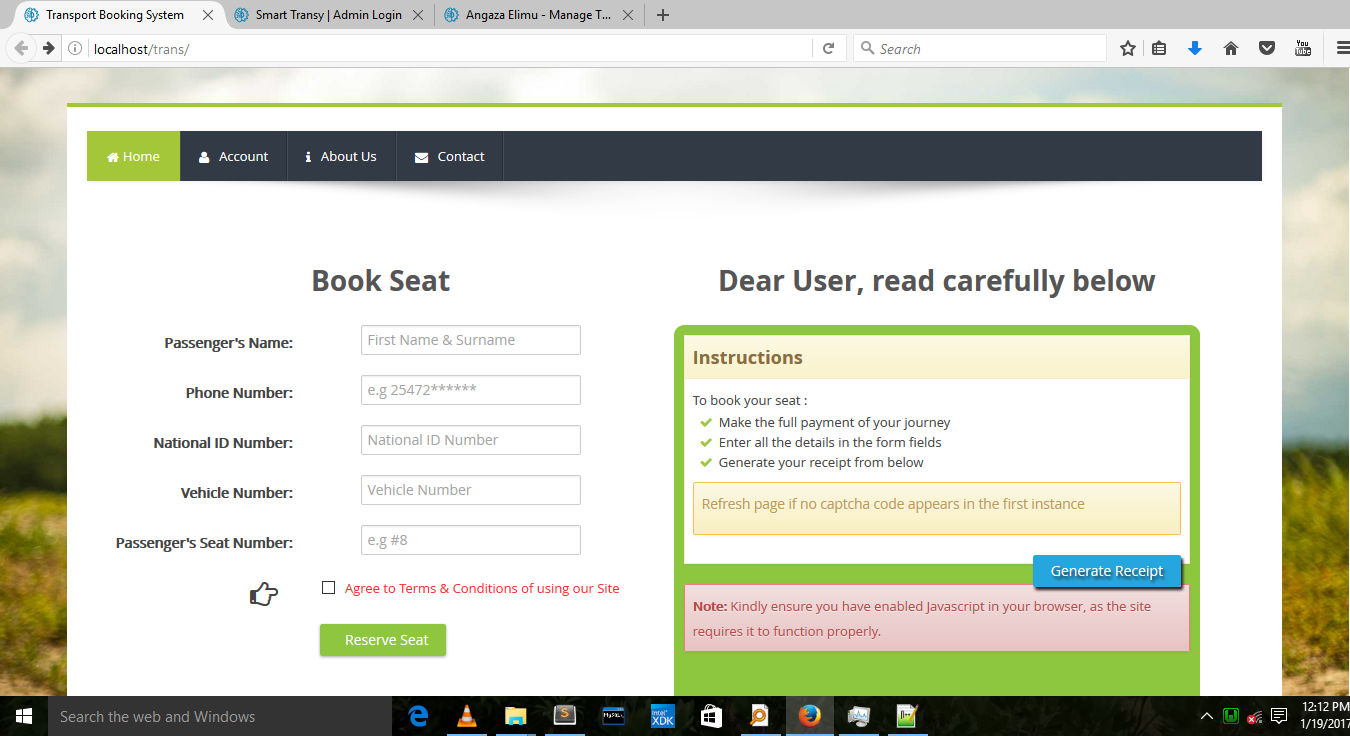 Transport Booking System
Smart Transy | Admin Login
Angaza Elimu - Manage T...
localhost/trans/
Search
You
Tube
Home
Account
About Us
Contact
Book Seat
Passenger's Name:
First Name & Surname
Phone Number:
e.g 25472******
National ID Number:
National ID Number
Vehicle Number:
Vehicle Number
Passenger's Seat Number:
e.g #8
Agree to Terms & Conditions of using our Site
Reserve Seat
Dear User, read carefully below
Instructions
To book your seat :
Make the full payment of your journey
Enter all the details in the form fields
Generate your receipt from below
Refresh page if no captcha code appears in the first instance
Generate Receipt
Note: Kindly ensure you have enabled Javascript in your browser, as the site
requires it to function properly.
Search the web and Windows
S
MySQL
intel
XDK
12:12 PM
1/19/2017